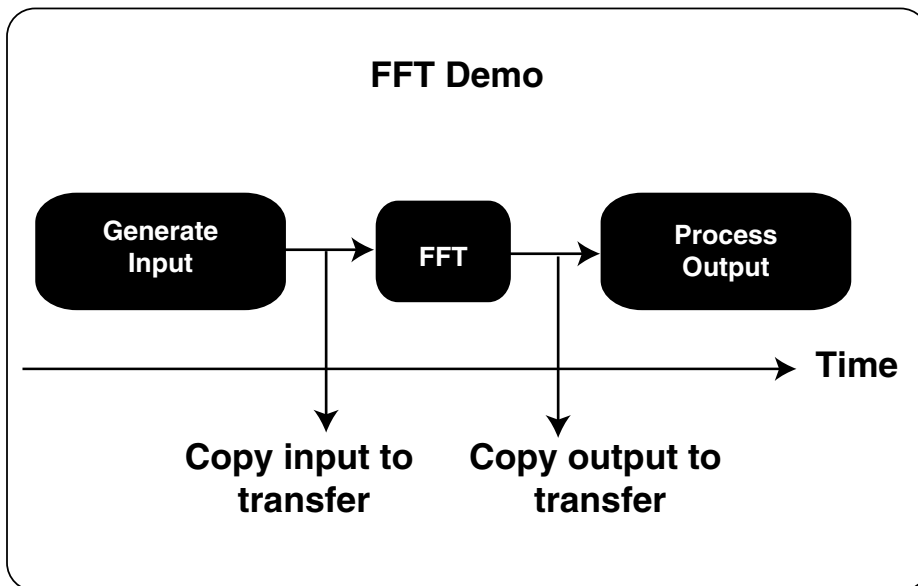 FFT Demo
Generate
Input
FFT
Process
Output
Time
Copy input to
transfer
Copy output to
transfer